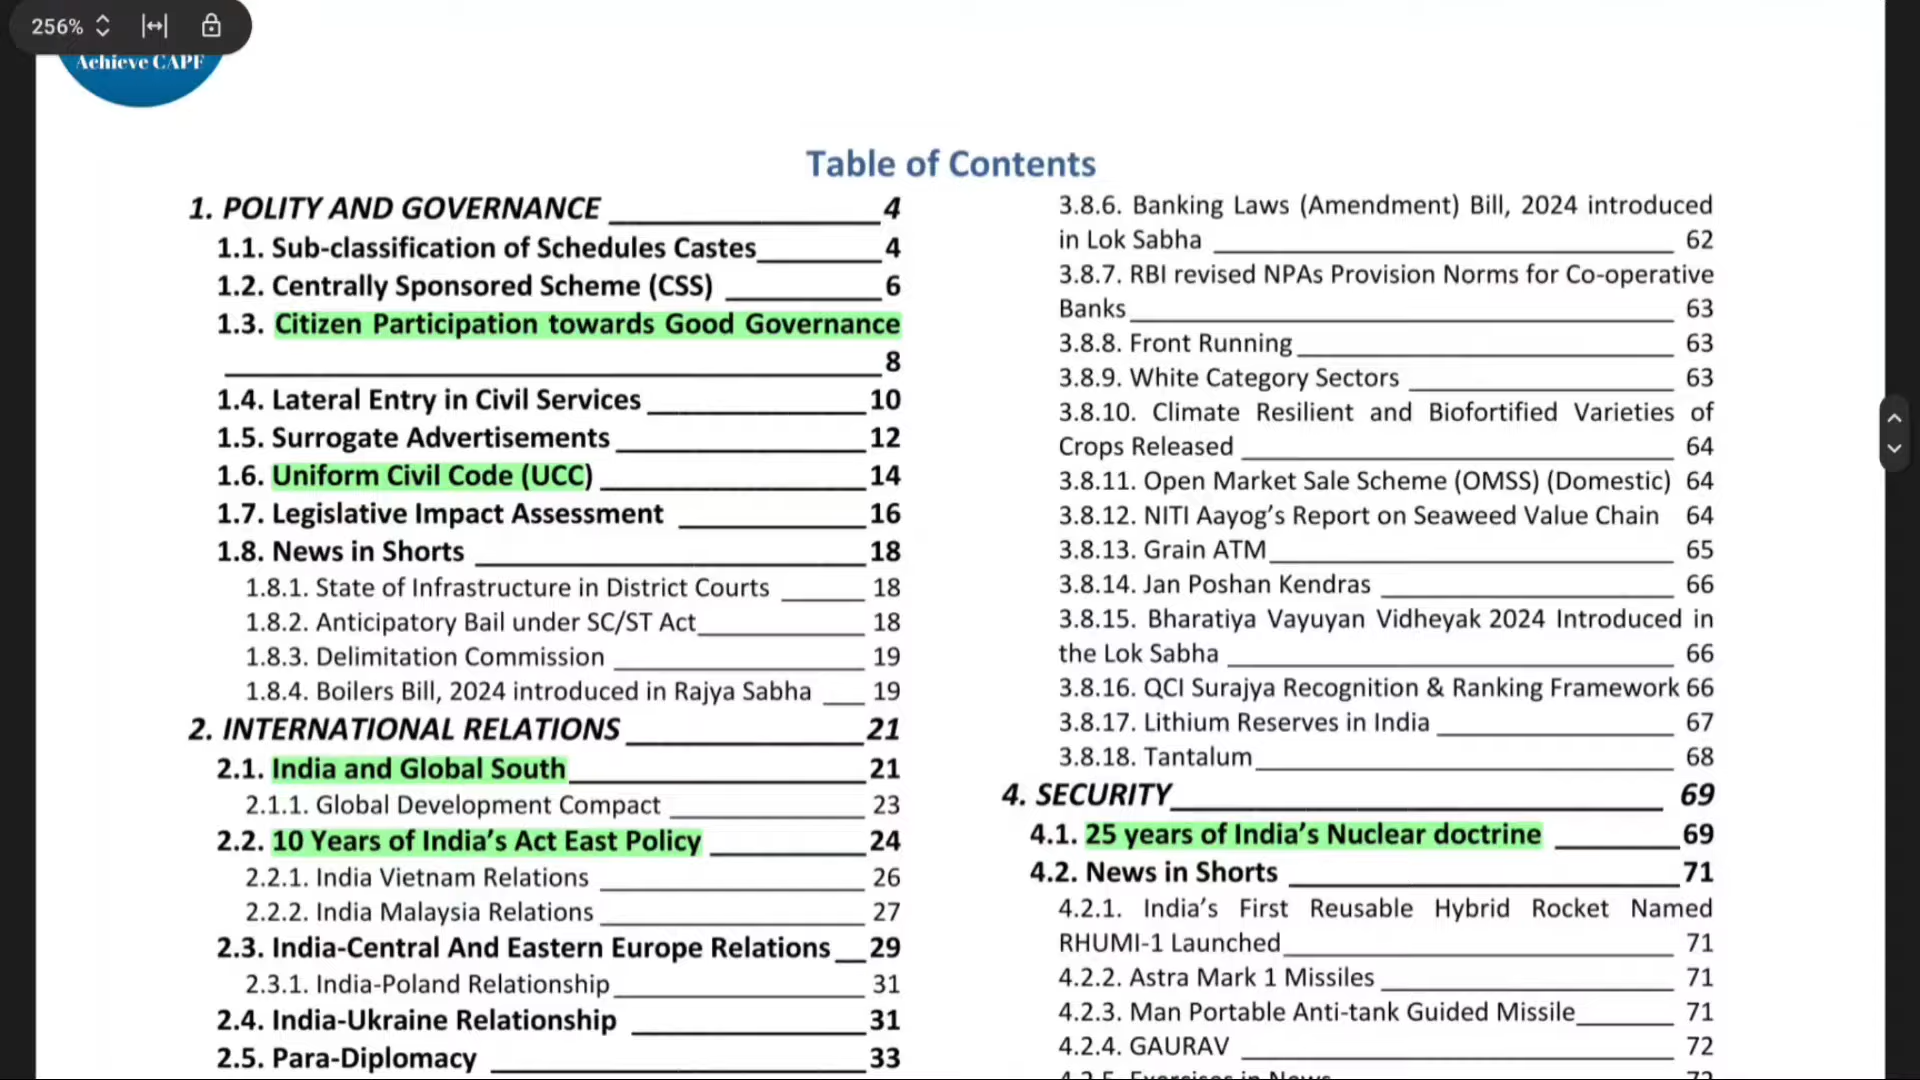 256%
Achieve CAPF
Table of Contents
1. POLITY AND GOVERNANCE 4
1.1. Sub-classification of Schedules Castes 4
1.2. Centrally Sponsored Scheme (CSS) 6
1.3. Citizen Participation towards Good Governance
8
1.4. Lateral Entry in Civil Services 10
1.5. Surrogate Advertisements 12
1.6. Uniform Civil Code (UCC) 14
1.7. Legislative Impact Assessment 16
1.8. News in Shorts 18
1.8.1. State of Infrastructure in District Courts 18
1.8.2. Anticipatory Bail under SC/ST Act 18
1.8.3. Delimitation Commission 19
1.8.4. Boilers Bill, 2024 introduced in Rajya Sabha 19
2. INTERNATIONAL RELATIONS 21
2.1. India and Global South 21
2.1.1. Global Development Compact 23
2.2. 10 Years of India’s Act East Policy 24
2.2.1. India Vietnam Relations 26
2.2.2. India Malaysia Relations 27
2.3. India-Central And Eastern Europe Relations 29
2.3.1. India-Poland Relationship 31
2.4. India-Ukraine Relationship 31
2.5. Para-Diplomacy 33
3.8.6. Banking Laws (Amendment) Bill, 2024 introduced
in Lok Sabha 62
3.8.7. RBI revised NPAs Provision Norms for Co-operative
Banks 63
3.8.8. Front Running 63
3.8.9. White Category Sectors 63
3.8.10. Climate Resilient and Biofortified Varieties of
Crops Released 64
3.8.11. Open Market Sale Scheme (OMSS) (Domestic) 64
3.8.12. NITI Aayog’s Report on Seaweed Value Chain 64
3.8.13. Grain ATM 65
3.8.14. Jan Poshan Kendras 66
3.8.15. Bharatiya Vayuyan Vidheyak 2024 Introduced in
the Lok Sabha 66
3.8.16. QCI Surajya Recognition & Ranking Framework 66
3.8.17. Lithium Reserves in India 67
3.8.18. Tantalum 68
4. SECURITY 69
4.1. 25 years of India’s Nuclear doctrine 69
4.2. News in Shorts 71
4.2.1. India’s First Reusable Hybrid Rocket Named
RHUMI-1 Launched 71
4.2.2. Astra Mark 1 Missiles 71
4.2.3. Man Portable Anti-tank Guided Missile 71
4.2.4. GAURAV 72
4.2.5. Exercises in News 72